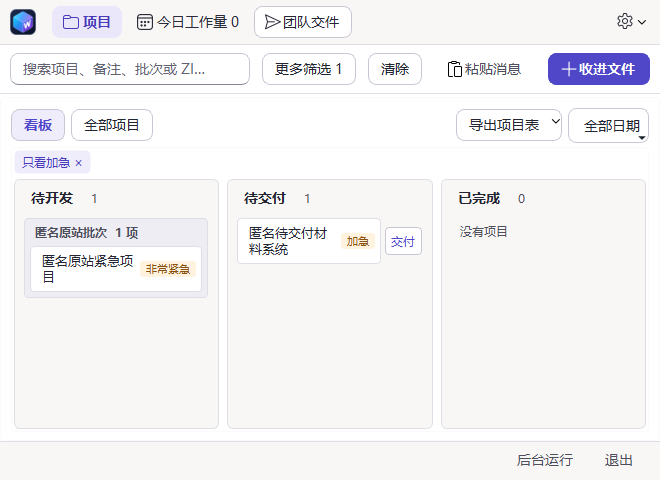 项目
今日工作量 0
团队交件
搜索项目、备注、批次或 ZI...
更多筛选 1
清除
粘贴消息
收进文件
看板
全部项目
导出项目表
全部日期
只看加急 ×
待开发 1
匿名原站批次 1 项
匿名原站紧急项
目
非常紧急
待交付 1
匿名待交付材
料系统
加急
交付
已完成 0
没有项目
后台运行
退出